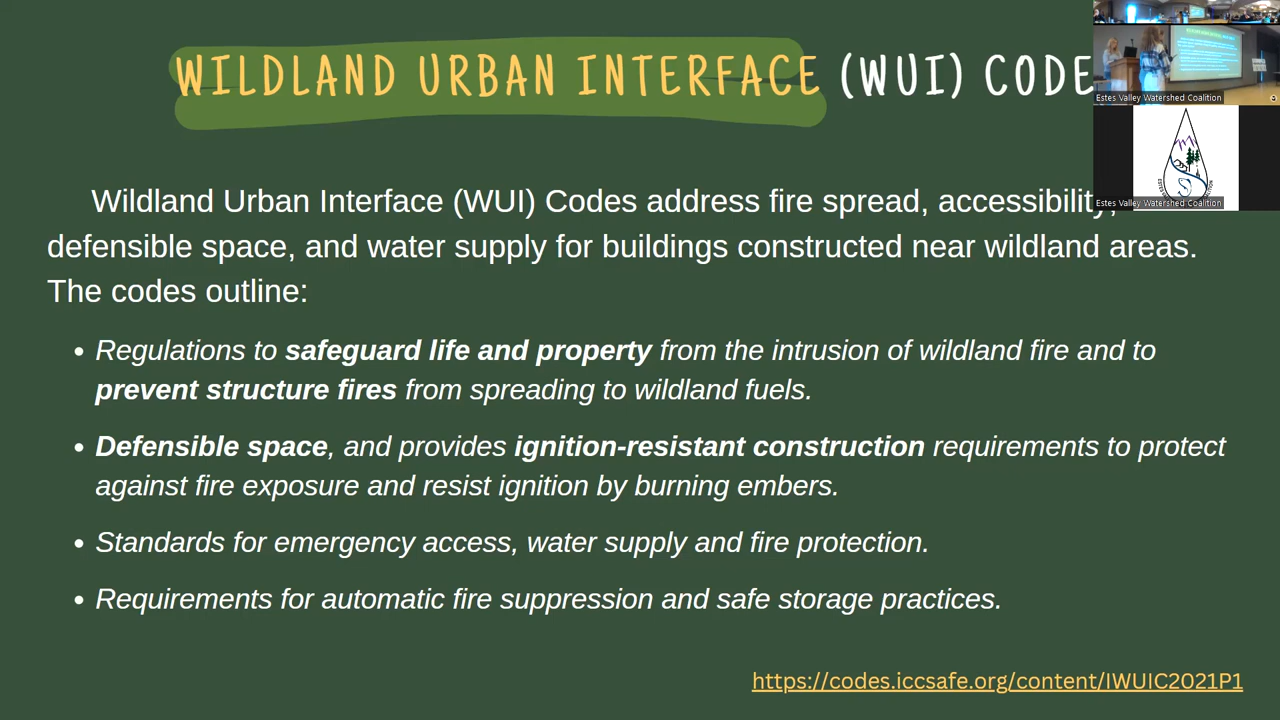 WILDLAND URBAN INTERFACE (WUI) CODE
Estes Valley Watershed Coalition
Estes Valley Watershed Coalition
Wildland Urban Interface (WUI) Codes address fire spread, accessibility,
defensible space, and water supply for buildings constructed near wildland areas.
The codes outline:
• Regulations to safeguard life and property from the intrusion of wildland fire and to
prevent structure fires from spreading to wildland fuels.
• Defensible space, and provides ignition-resistant construction requirements to protect
against fire exposure and resist ignition by burning embers.
• Standards for emergency access, water supply and fire protection.
• Requirements for automatic fire suppression and safe storage practices.
https://codes.iccsafe.org/content/IWUIC2021P1